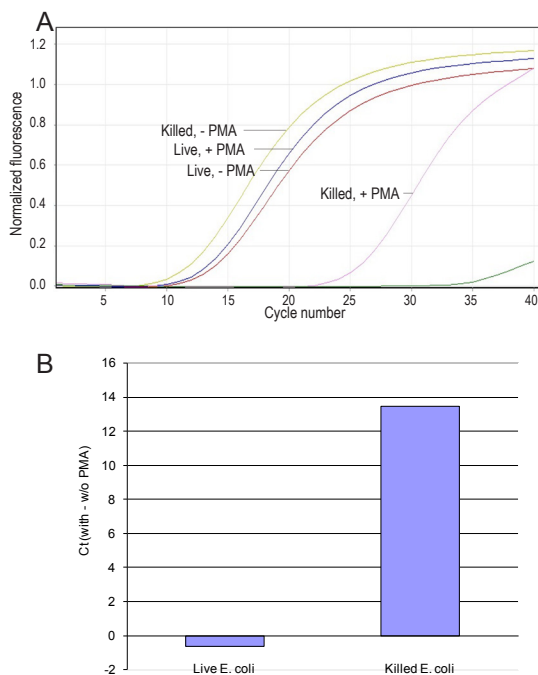 A
Normalized fluorescence
1.2
1.0
0.8
0.6
0.4
0.2
0.0
Killed, - PMA
Live, + PMA
Live, - PMA
Killed, + PMA
5
10
15
20
25
30
35
40
Cycle number
B
Ct(with - w/o PMA)
16
14
12
10
8
6
4
2
0
-2
Live E. coli
Killed E. coli